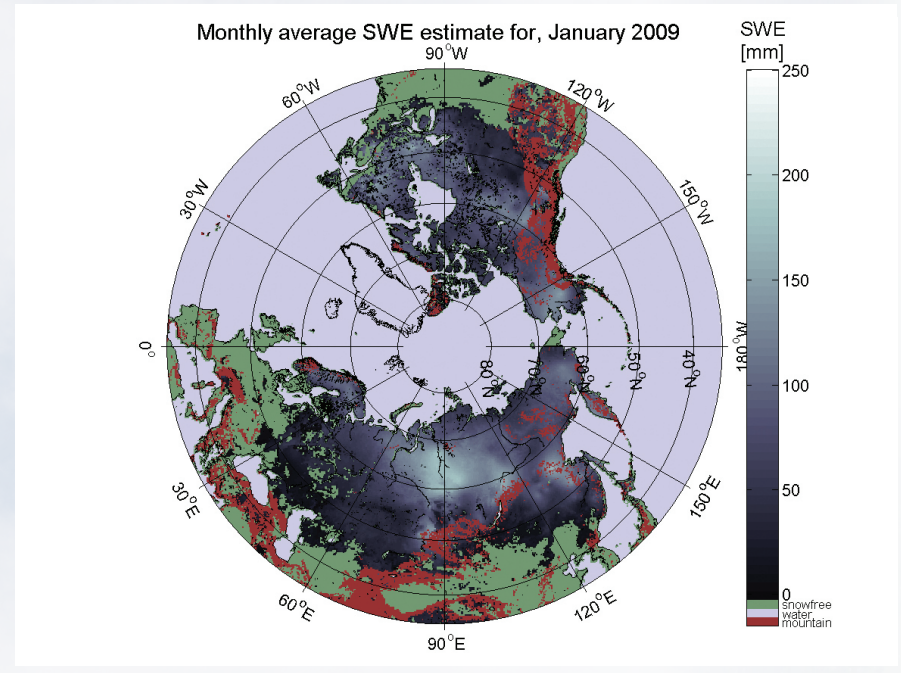 Monthly average SWE estimate for, January 2009
SWE
[mm]
90 °W
60 °W
120 °W
30 °W
150 °W
0 °
180 °W
80 °N
70 °N
60 °N
50 °N
40 °N
30 °E
150 °E
60 °E
120 °E
90 °E
250
200
150
100
50
0
snowfree
water
mountain